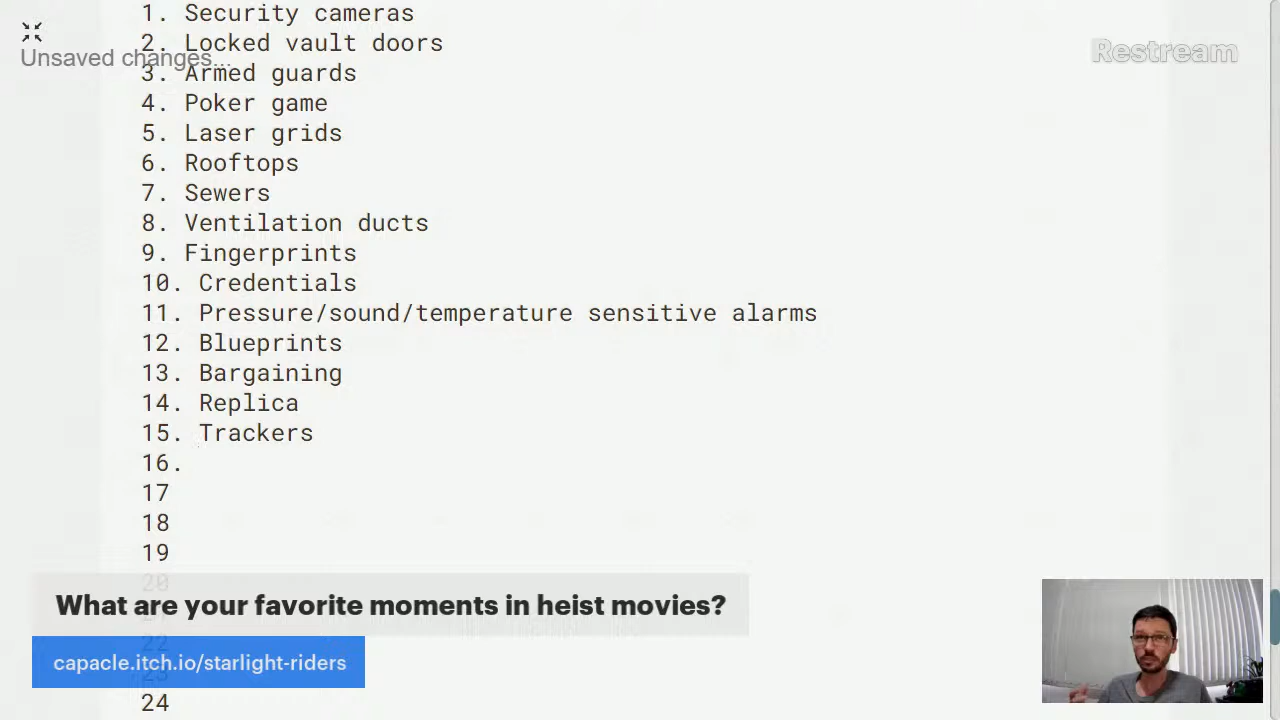 1. Security cameras
Unsaved changes...
2. Locked vault doors
Restream
3. Armed guards
4. Poker game
5. Laser grids
6. Rooftops
7. Sewers
8. Ventilation ducts
9. Fingerprints
10. Credentials
11. Pressure/sound/temperature sensitive alarms
12. Blueprints
13. Bargaining
14. Replica
15. Trackers
16.
17
18
19
20
What are your favorite moments in heist movies?
22
capacle.itch.io/starlight-riders
23
24